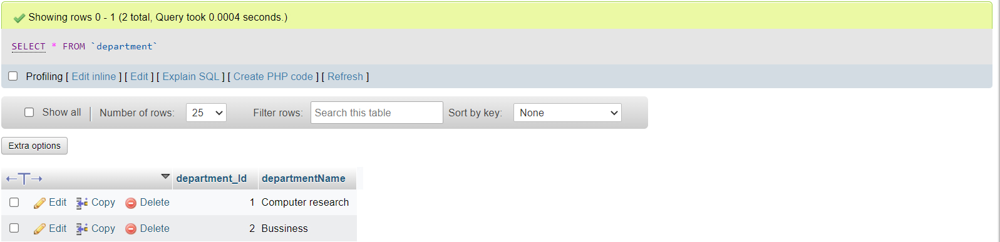 Showing rows 0 - 1 (2 total, Query took 0.0004 seconds.)
SELECT * FROM `department`
Profiling [ Edit inline ] [ Edit ] [ Explain SQL ] [ Create PHP code ] [ Refresh ]
Show all | Number of rows: 25 Filter rows: Search this table Sort by key: None
Extra options
←T→ department_Id departmentName
Edit Copy Delete 1 Computer research
Edit Copy Delete 2 Bussiness